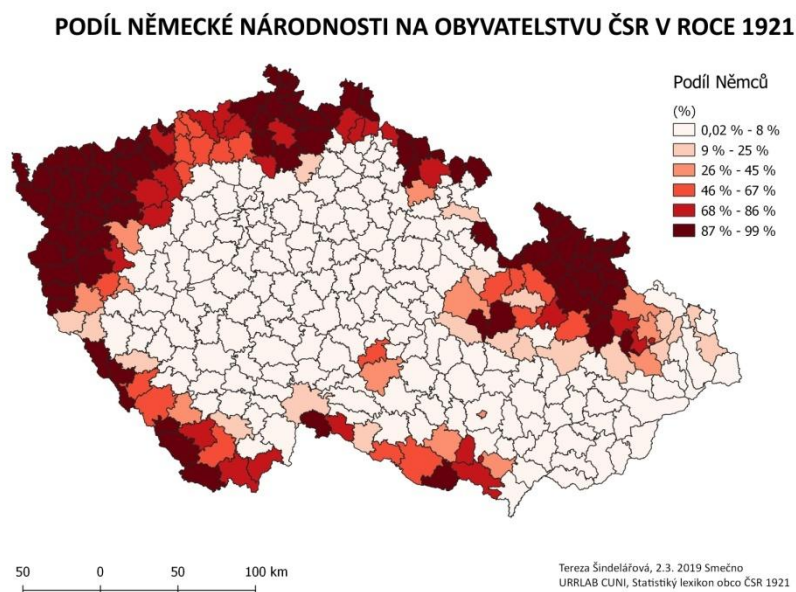 PODÍL NĚMECKÉ NÁRODNOSTI NA OBYVATELSTVU ČSR V ROCE 1921
Podíl Němců
(%)
0,02 % - 8 %
9 % - 25 %
26 % - 45 %
46 % - 67 %
68 % - 86 %
87 % - 99 %
50 0 50 100 km
Tereza Šindelářová, 2.3. 2019 Smečno
URRLAB CUNI, Statistiký lexikon obco ČSR 1921